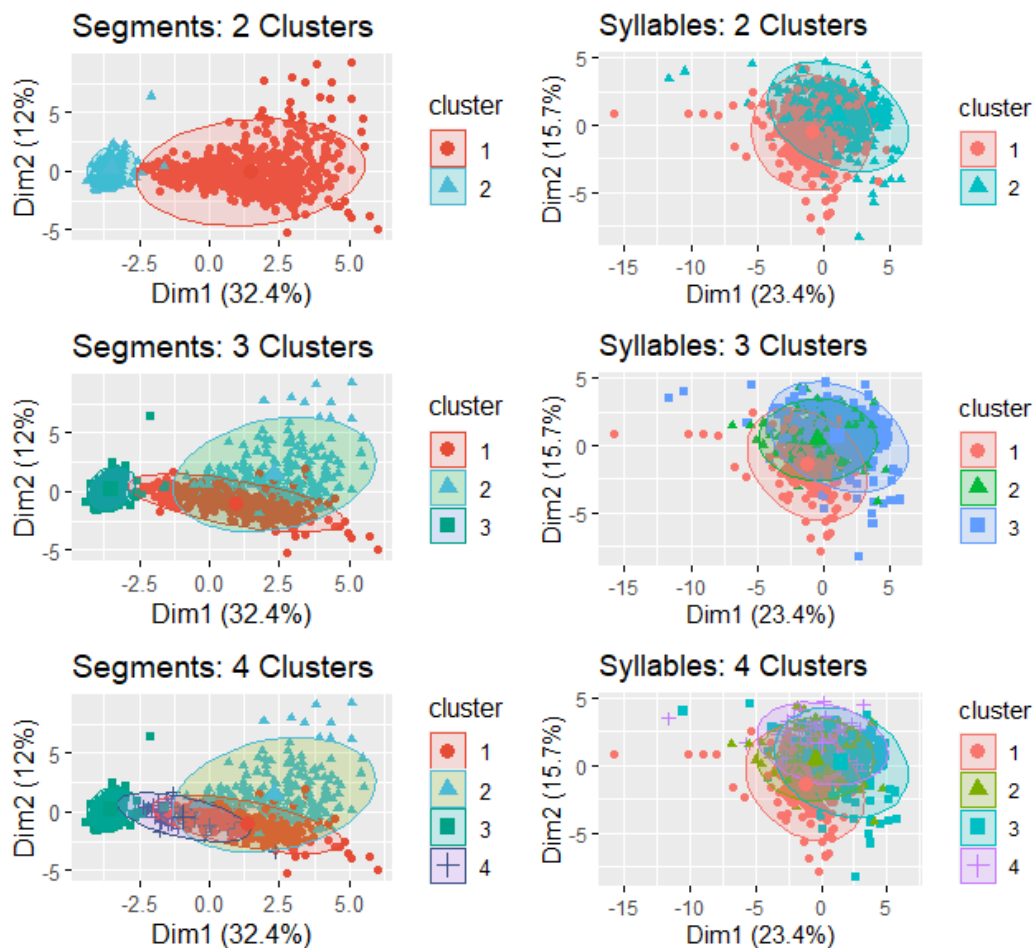 Segments: 2 Clusters
5
0
-5
Dim2 (12%)
-2.5 0.0 2.5 5.0
Dim1 (32.4%)
cluster
1
2
Syllables: 2 Clusters
5
0
-5
Dim2 (15.7%)
-15 -10 -5 0 5
Dim1 (23.4%)
cluster
1
2
Segments: 3 Clusters
5
0
-5
Dim2 (12%)
-2.5 0.0 2.5 5.0
Dim1 (32.4%)
cluster
1
2
3
Syllables: 3 Clusters
5
0
-5
Dim2 (15.7%)
-15 -10 -5 0 5
Dim1 (23.4%)
cluster
1
2
3
Segments: 4 Clusters
5
0
-5
Dim2 (12%)
-2.5 0.0 2.5 5.0
Dim1 (32.4%)
cluster
1
2
3
4
Syllables: 4 Clusters
5
0
-5
Dim2 (15.7%)
-15 -10 -5 0 5
Dim1 (23.4%)
cluster
1
2
3
4